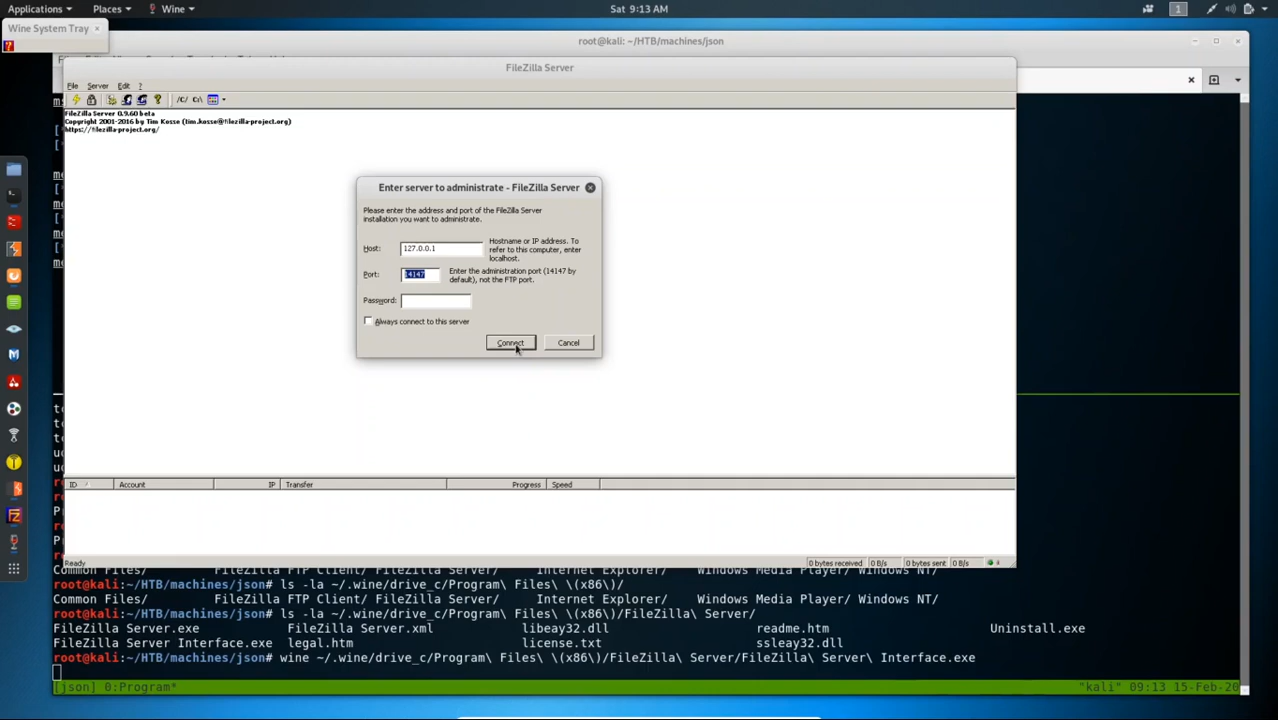 Applications Places Wine Sat 9:13 AM 1
Wine System Tray
root@kali: ~/HTB/machines/json
FileZilla Server
File Server Edit ?
/C/ C:\
FileZilla Server 0.9.60 beta
Copyright 2001-2016 by Tim Kosse (tim.kosse@filezilla-project.org)
https://filezilla-project.org/
Enter server to administrate - FileZilla Server
Please enter the address and port of the FileZilla Server
installation you want to administrate.
Host: 127.0.0.1
Hostname or IP address. To
refer to this computer, enter
localhost.
Port: 14147
Enter the administration port (14147 by
default), not the FTP port.
Password:
Always connect to this server
Connect Cancel
ID Account IP Transfer Progress Speed
Ready 0 bytes received 0 B/s 0 bytes sent 0 B/s
Common Files/ FileZilla FTP Client/ FileZilla Server/ Internet Explorer/ Windows Media Player/ Windows NT/
root@kali:~/HTB/machines/json# ls -la ~/.wine/drive_c/Program\ Files\ \(x86\)/
Common Files/ FileZilla FTP Client/ FileZilla Server/ Internet Explorer/ Windows Media Player/ Windows NT/
root@kali:~/HTB/machines/json# ls -la ~/.wine/drive_c/Program\ Files\ \(x86\)/FileZilla\ Server/
FileZilla Server.exe FileZilla Server.xml libeay32.dll readme.htm Uninstall.exe
FileZilla Server Interface.exe legal.htm license.txt ssleay32.dll
root@kali:~/HTB/machines/json# wine ~/.wine/drive_c/Program\ Files\ \(x86\)/FileZilla\ Server/FileZilla\ Server\ Interface.exe
[json] 0:Program* "kali" 09:13 15-Feb-20